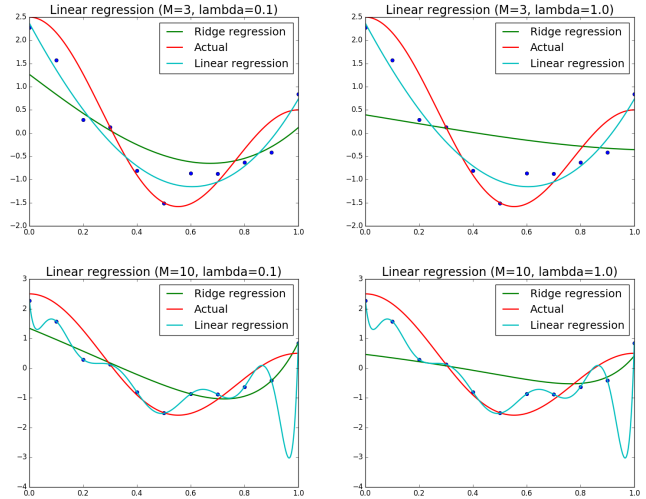 Linear regression (M=3, lambda=0.1)
2.5
2.0
1.5
1.0
0.5
0.0
−0.5
−1.0
−1.5
−2.0
0.0 0.2 0.4 0.6 0.8 1.0
Ridge regression
Actual
Linear regression
Linear regression (M=3, lambda=1.0)
2.5
2.0
1.5
1.0
0.5
0.0
−0.5
−1.0
−1.5
−2.0
0.0 0.2 0.4 0.6 0.8 1.0
Ridge regression
Actual
Linear regression
Linear regression (M=10, lambda=0.1)
3
2
1
0
−1
−2
−3
−4
0.0 0.2 0.4 0.6 0.8 1.0
Ridge regression
Actual
Linear regression
Linear regression (M=10, lambda=1.0)
3
2
1
0
−1
−2
−3
−4
0.0 0.2 0.4 0.6 0.8 1.0
Ridge regression
Actual
Linear regression